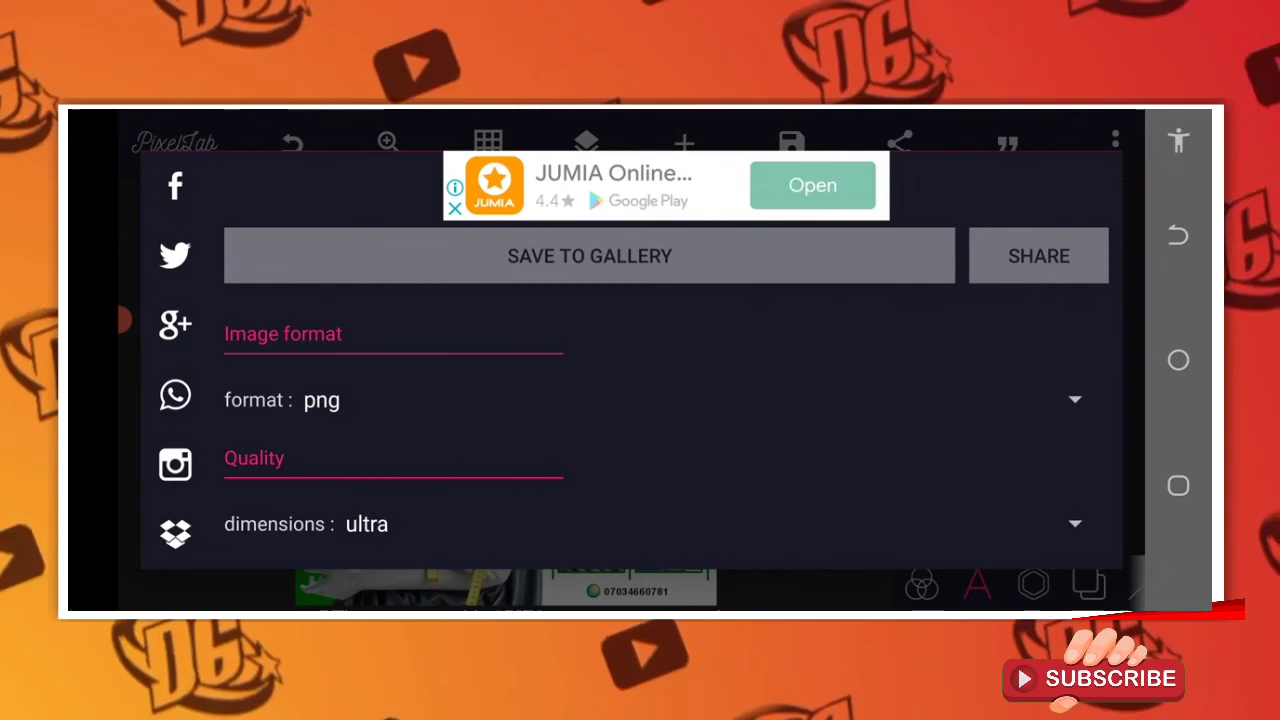 PixelLab
JUMIA
JUMIA Online...
4.4★ Google Play
Open
SAVE TO GALLERY
SHARE
Image format
format : png
Quality
dimensions : ultra
07034660781
SUBSCRIBE